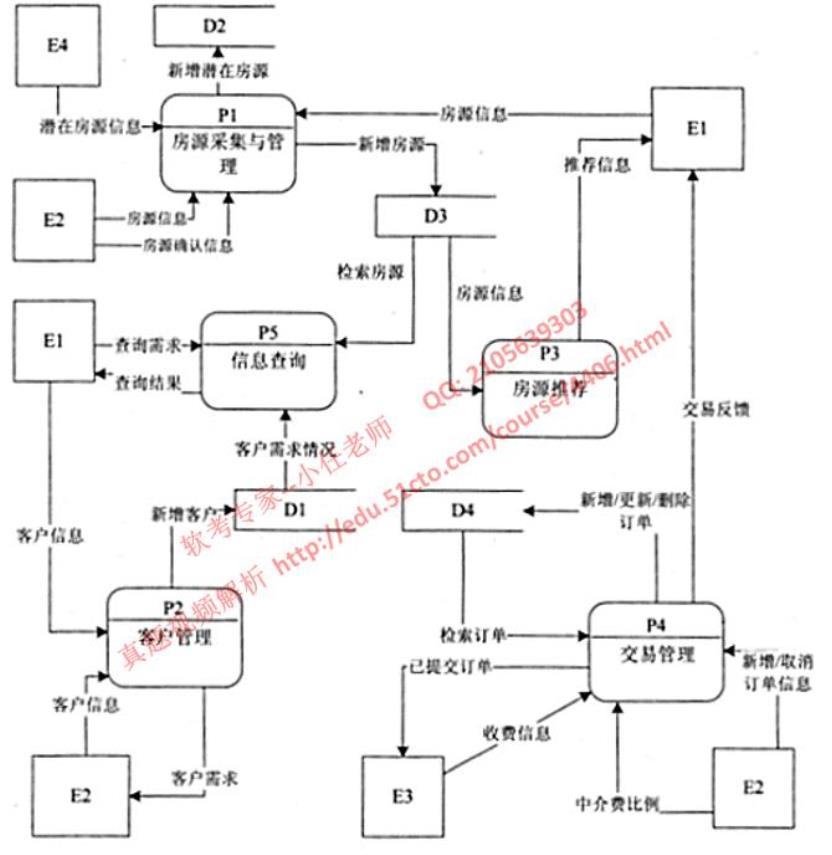 E4
D2
新增潜在房源
潜在房源信息
P1
房源采集与管
理
房源信息
E1
新增房源
推荐信息
E2
房源信息
房源确认信息
D3
检索房源
房源信息
E1
查询需求
查询结果
P5
信息查询
P3
房源推荐
交易反馈
客户需求情况
新增客户
D1
D4
新增/更新/删除
订单
客户信息
P2
客户管理
检索订单
已提交订单
P4
交易管理
新增/取消
订单信息
客户信息
收费信息
客户需求
E2
E3
中介费比例
E2
软考专家--小任老师 QQ: 2105639303
真题视频解析 http://edu.51cto.com/course/4406.html